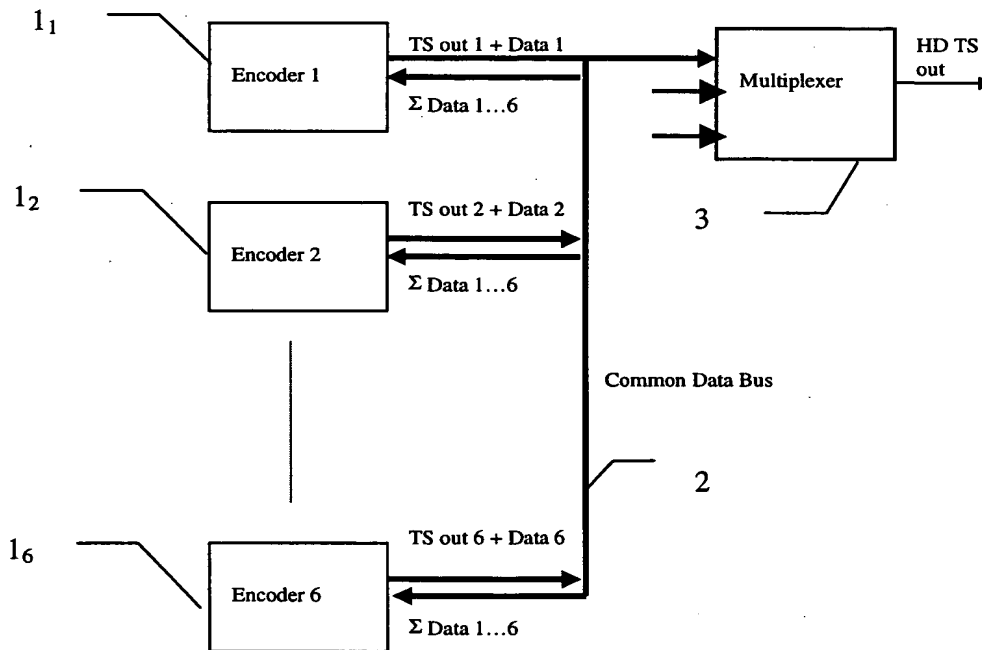 1₁
Encoder 1
TS out 1 + Data 1
Σ Data 1...6
Multiplexer
HD TS
out
3
1₂
Encoder 2
TS out 2 + Data 2
Σ Data 1...6
Common Data Bus
2
1₆
Encoder 6
TS out 6 + Data 6
Σ Data 1...6